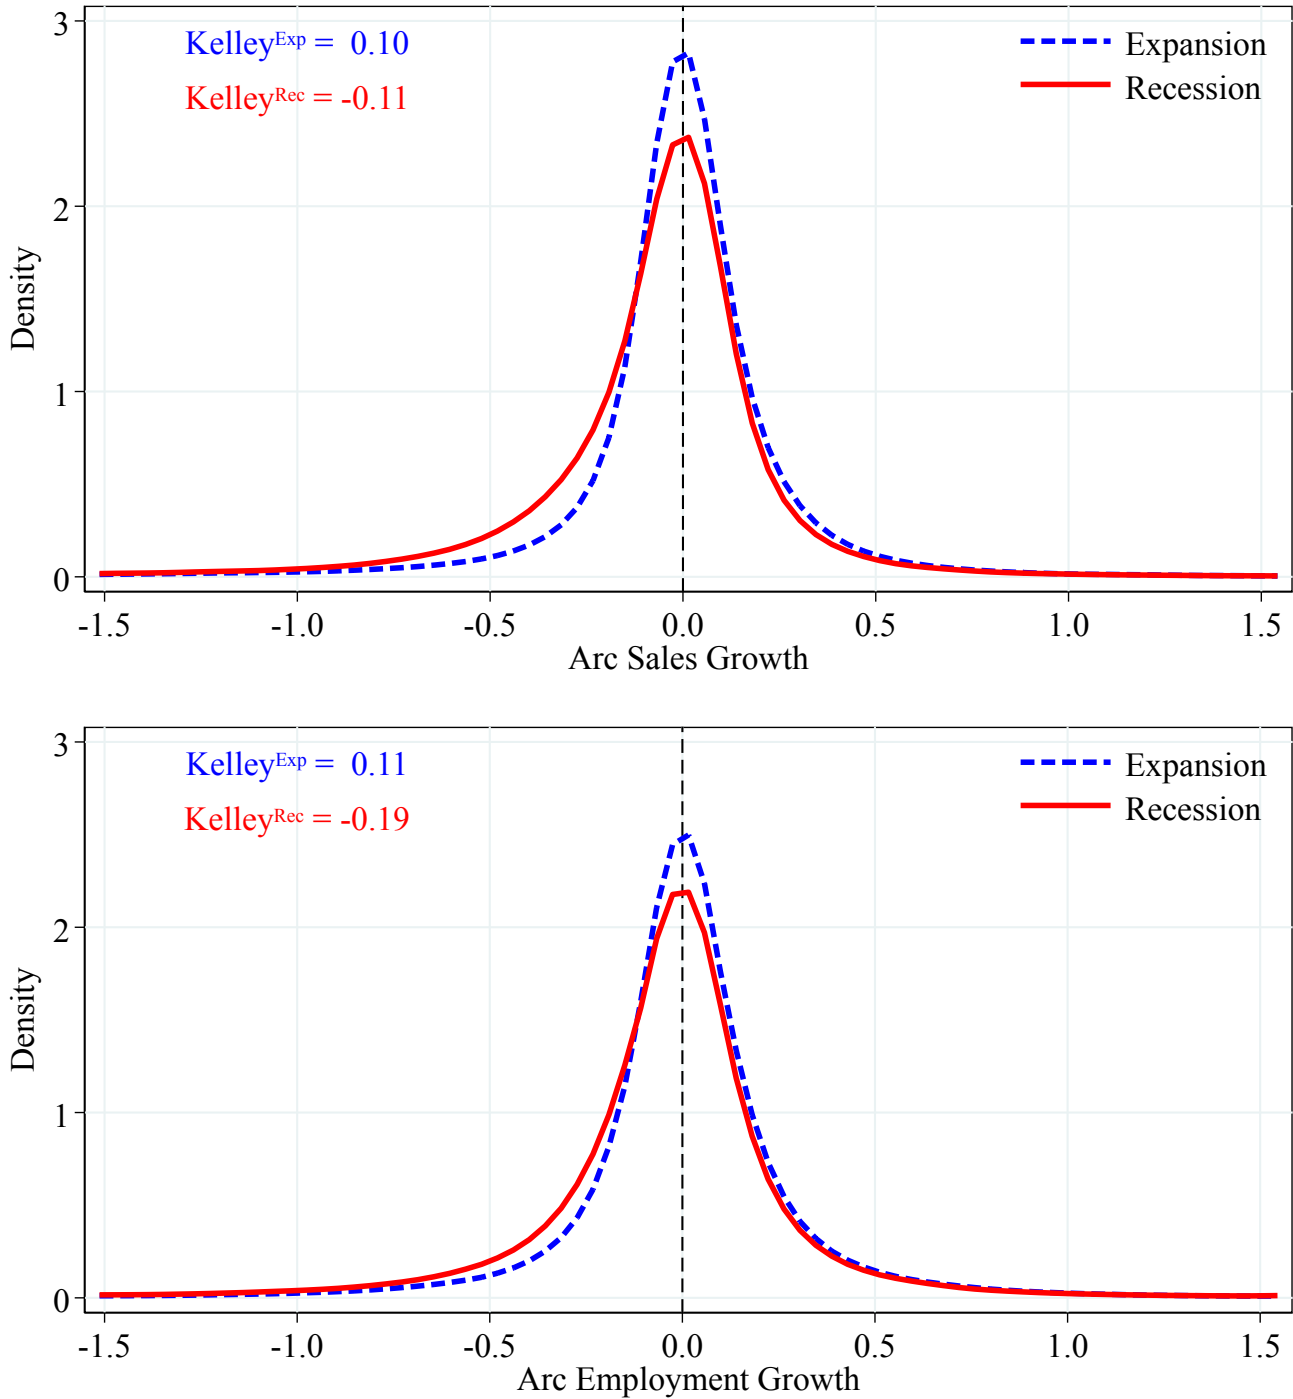 3
Kelley^Exp = 0.10
Expansion
Kelley^Rec = -0.11
Recession
2
Density
1
0
-1.5 -1.0 -0.5 0.0 0.5 1.0 1.5
Arc Sales Growth
3
Kelley^Exp = 0.11
Expansion
Kelley^Rec = -0.19
Recession
2
Density
1
0
-1.5 -1.0 -0.5 0.0 0.5 1.0 1.5
Arc Employment Growth